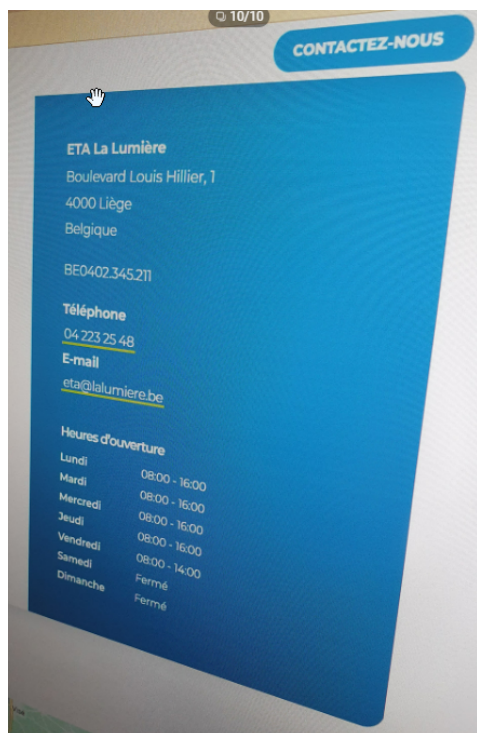 10/10
CONTACTEZ-NOUS
ETA La Lumière
Boulevard Louis Hillier, 1
4000 Liège
Belgique
BE0402.345.211
Téléphone
04 223 25 48
E-mail
eta@lalumiere.be
Heures d'ouverture
Lundi 08:00 - 16:00
Mardi 08:00 - 16:00
Mercredi 08:00 - 16:00
Jeudi 08:00 - 16:00
Vendredi 08:00 - 14:00
Samedi Fermé
Dimanche Fermé